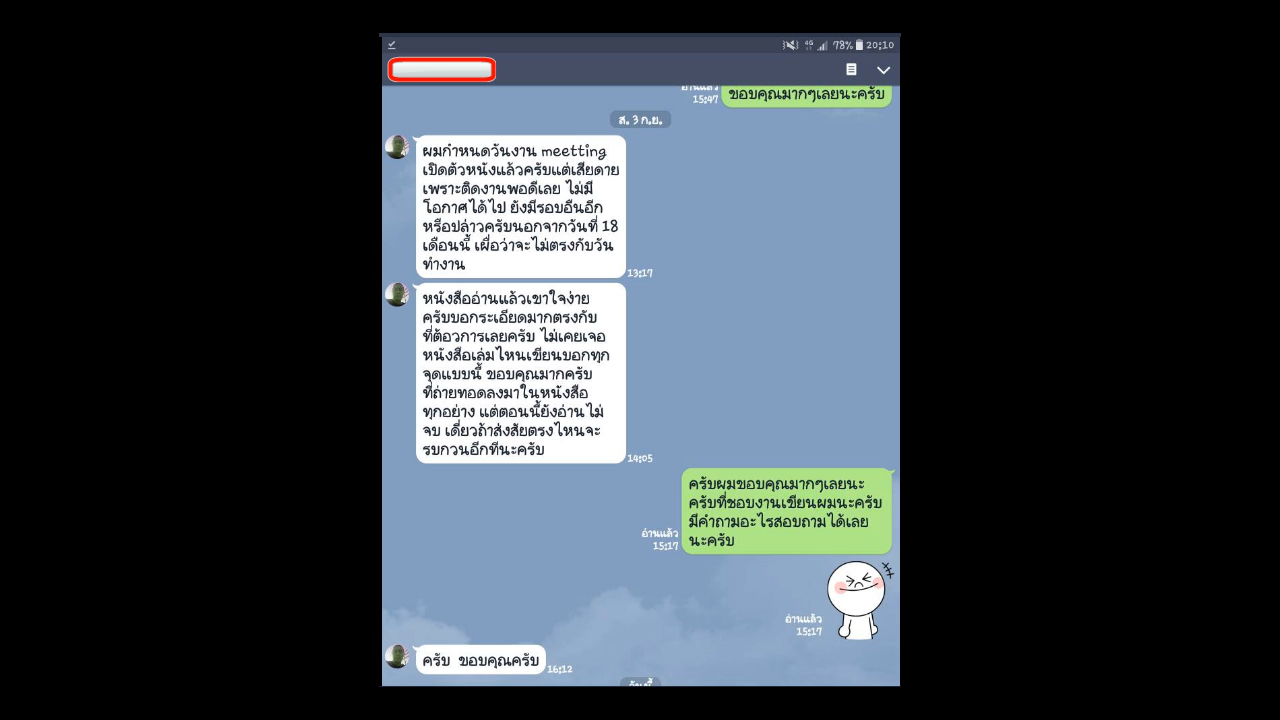 4G 78% 20:10
อ่านแล้ว
15:47
ขอบคุณมากๆเลยนะครับ
ส. 3 ก.ย.
ผมกำหนดวันงาน meetting
เปิดตัวหนังแล้วครับแต่เสียดาย
เพราะติดงานพอดีเลย ไม่มี
โอกาศได้ไป ยังมีรอบอื่นอีก
หรือปล่าวครับนอกจากวันที่ 18
เดือนนี้ เผื่อว่าจะไม่ตรงกับวัน
ทำงาน
13:17
หนังสืออ่านแล้วเขาใจง่าย
ครับบอกระเอียดมากตรงกับ
ที่ต้อวการเลยครับ ไม่เคยเจอ
หนังสือเล่มไหนเขียนบอกทุก
จุดแบบนี้ ขอบคุณมากครับ
ที่ถ่ายทอดลงมาในหนังสือ
ทุกอย่าง แต่ตอนนี้ยังอ่านไม่
จบ เดี่ยวถ้าส่งสัยตรงไหนจะ
รบกวนอีกทีนะครับ
14:05
ครับผมขอบคุณมากๆเลยนะ
ครับที่ชอบงานเขียนผมนะครับ
มีคำถามอะไรสอบถามได้เลย
นะครับ
อ่านแล้ว
15:17
อ่านแล้ว
15:17
ครับ ขอบคุณครับ
16:12
วันนี้